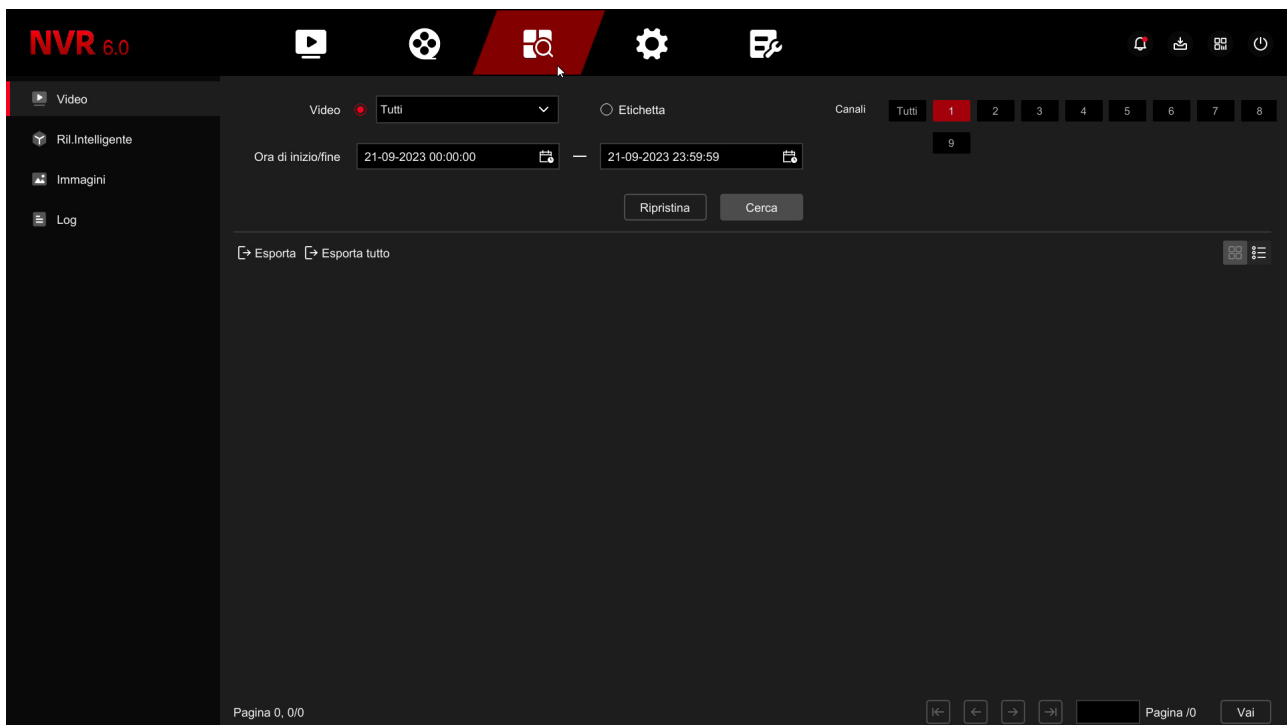 NVR 6.0
Video
Ril.Intelligente
Immagini
Log
Video Tutti Etichetta Canali Tutti 1 2 3 4 5 6 7 8
9
Ora di inizio/fine 21-09-2023 00:00:00 — 21-09-2023 23:59:59
Ripristina Cerca
Esporta Esporta tutto
Pagina 0, 0/0 Pagina /0 Vai